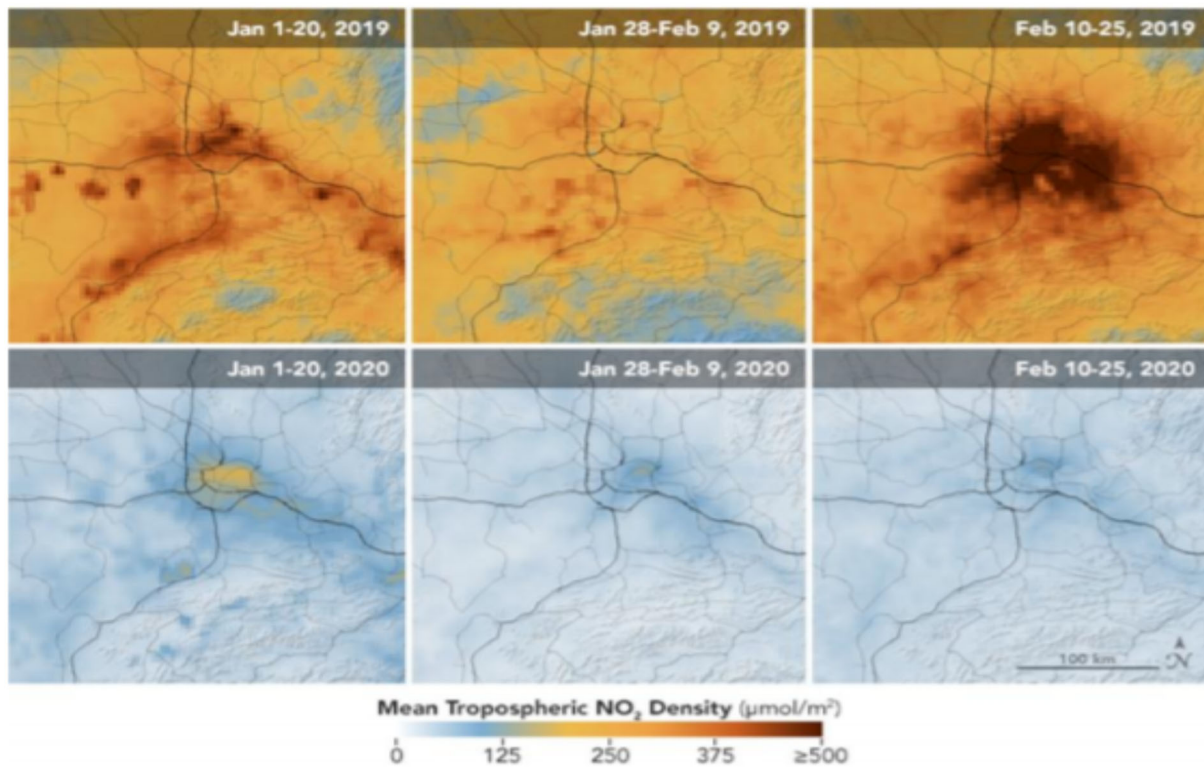 Jan 1-20, 2019
Jan 28-Feb 9, 2019
Feb 10-25, 2019
Jan 1-20, 2020
Jan 28-Feb 9, 2020
Feb 10-25, 2020
100 km
N
Mean Tropospheric NO₂ Density (μmol/m²)
0 125 250 375 ≥500